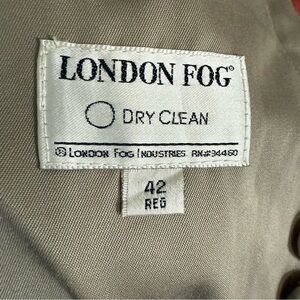 LONDON FOG®
DRY CLEAN
® LONDON FOG INDUSTRIES RN#34460
42
REG